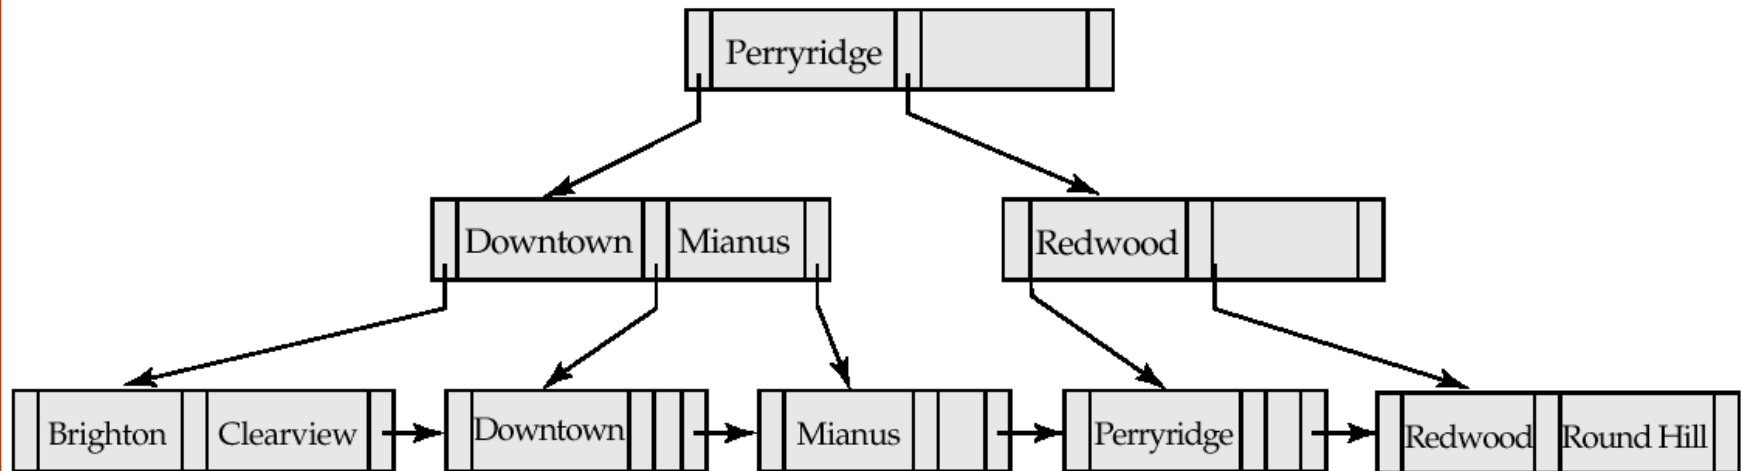 Perryridge
Downtown Mianus
Redwood
Brighton Clearview
Downtown
Mianus
Perryridge
Redwood Round Hill